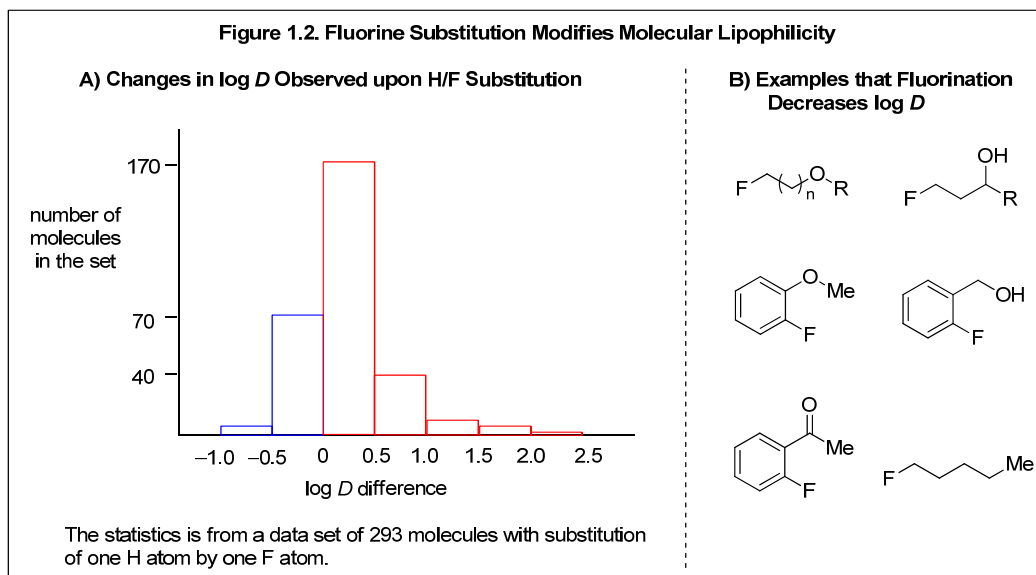 Figure 1.2. Fluorine Substitution Modifies Molecular Lipophilicity
A) Changes in log D Observed upon H/F Substitution
170
number of
molecules
in the set
70
40
–1.0 –0.5 0 0.5 1.0 1.5 2.0 2.5
log D difference
The statistics is from a data set of 293 molecules with substitution
of one H atom by one F atom.
B) Examples that Fluorination
Decreases log D
F ( ) n O R
OH
F R
O Me
F
OH
F
O
Me
F
F Me